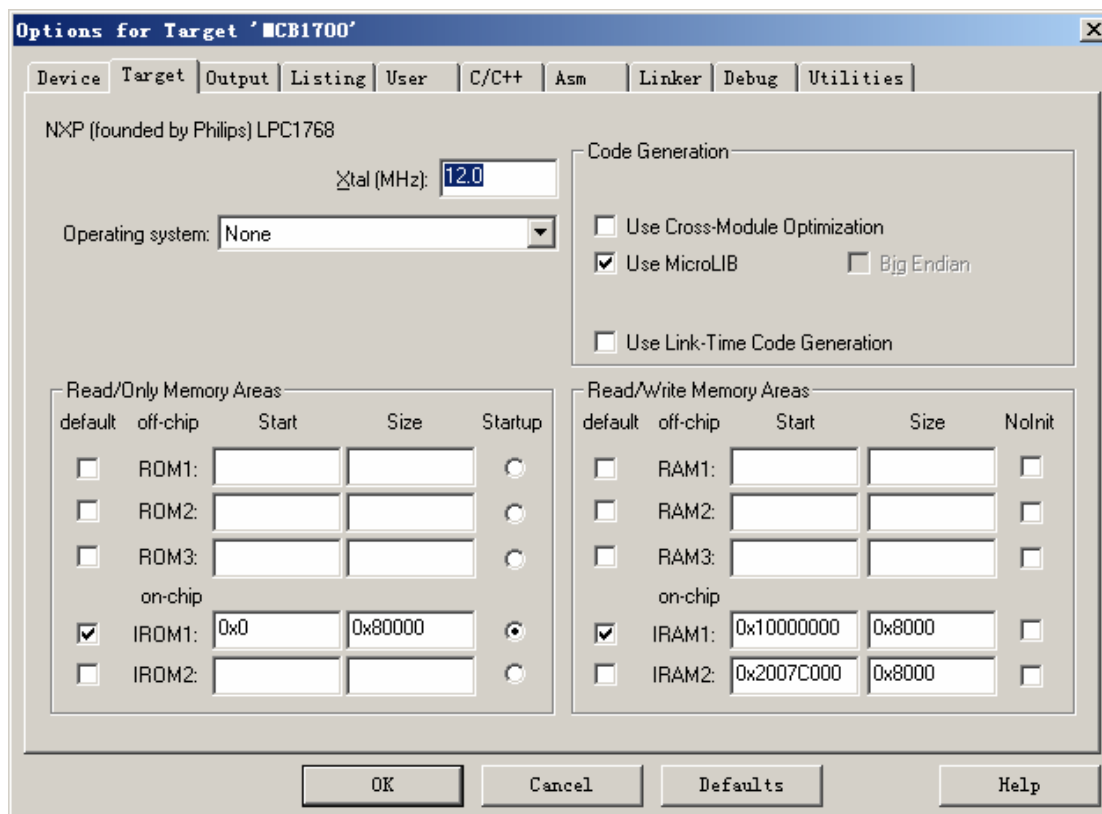 Options for Target 'MCB1700'
Device Target Output Listing User C/C++ Asm Linker Debug Utilities
NXP (founded by Philips) LPC1768
Xtal (MHz): 12.0
Operating system: None
Code Generation
Use Cross-Module Optimization
Use MicroLIB Big Endian
Use Link-Time Code Generation
Read/Only Memory Areas
default off-chip Start Size Startup
ROM1:
ROM2:
ROM3:
on-chip
IROM1: 0x0 0x80000
IROM2:
Read/Write Memory Areas
default off-chip Start Size NoInit
RAM1:
RAM2:
RAM3:
on-chip
IRAM1: 0x10000000 0x8000
IRAM2: 0x2007C000 0x8000
OK Cancel Defaults Help